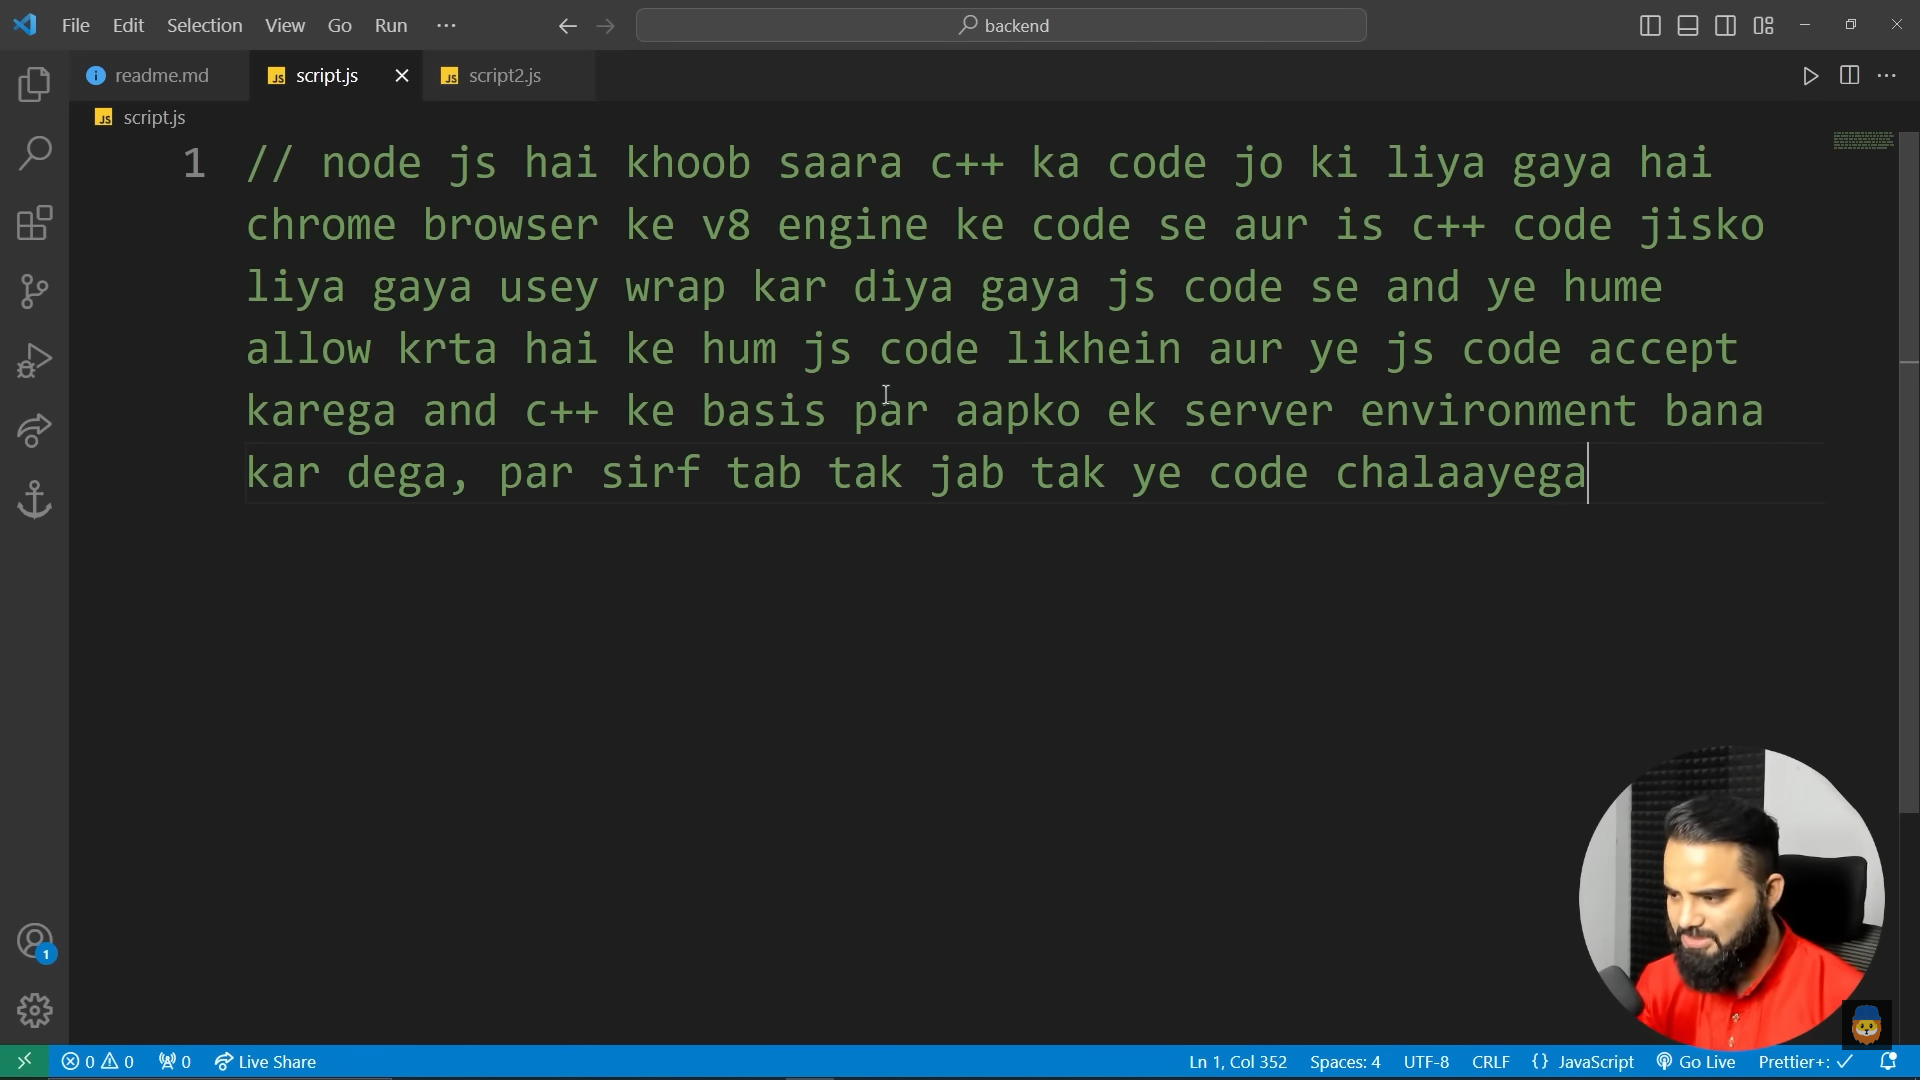 File Edit Selection View Go Run ···
backend
readme.md script.js script2.js
script.js
1 // node js hai khoob saara c++ ka code jo ki liya gaya hai
chrome browser ke v8 engine ke code se aur is c++ code jisko
liya gaya usey wrap kar diya gaya js code se and ye hume
allow krta hai ke hum js code likhein aur ye js code accept
karega and c++ ke basis par aapko ek server environment bana
kar dega, par sirf tab tak jab tak ye code chalaayega
1
0 0 0 Live Share Ln 1, Col 352 Spaces: 4 UTF-8 CRLF {} JavaScript Go Live Prettier+: ✓